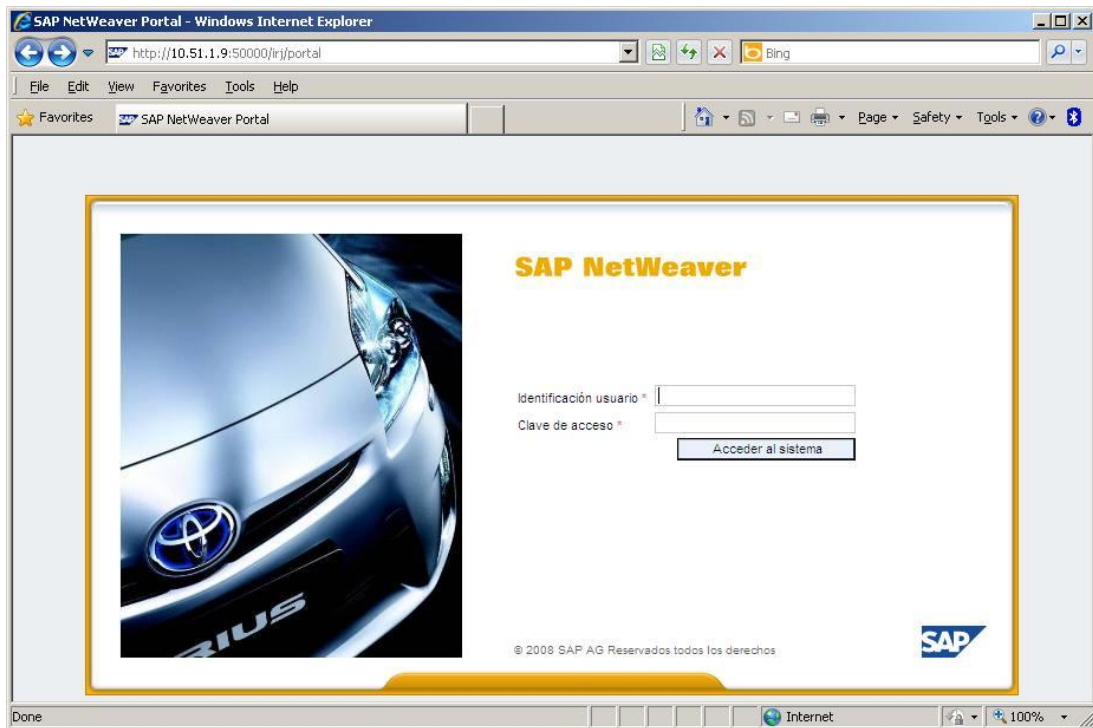 SAP NetWeaver Portal - Windows Internet Explorer
SAP http://10.51.1.9:50000/irj/portal
Bing
File Edit View Favorites Tools Help
Favorites SAP NetWeaver Portal Page Safety Tools
SAP NetWeaver
Identificación usuario *
Clave de acceso *
Acceder al sistema
RIUS
© 2008 SAP AG Reservados todos los derechos
SAP
Done Internet 100%